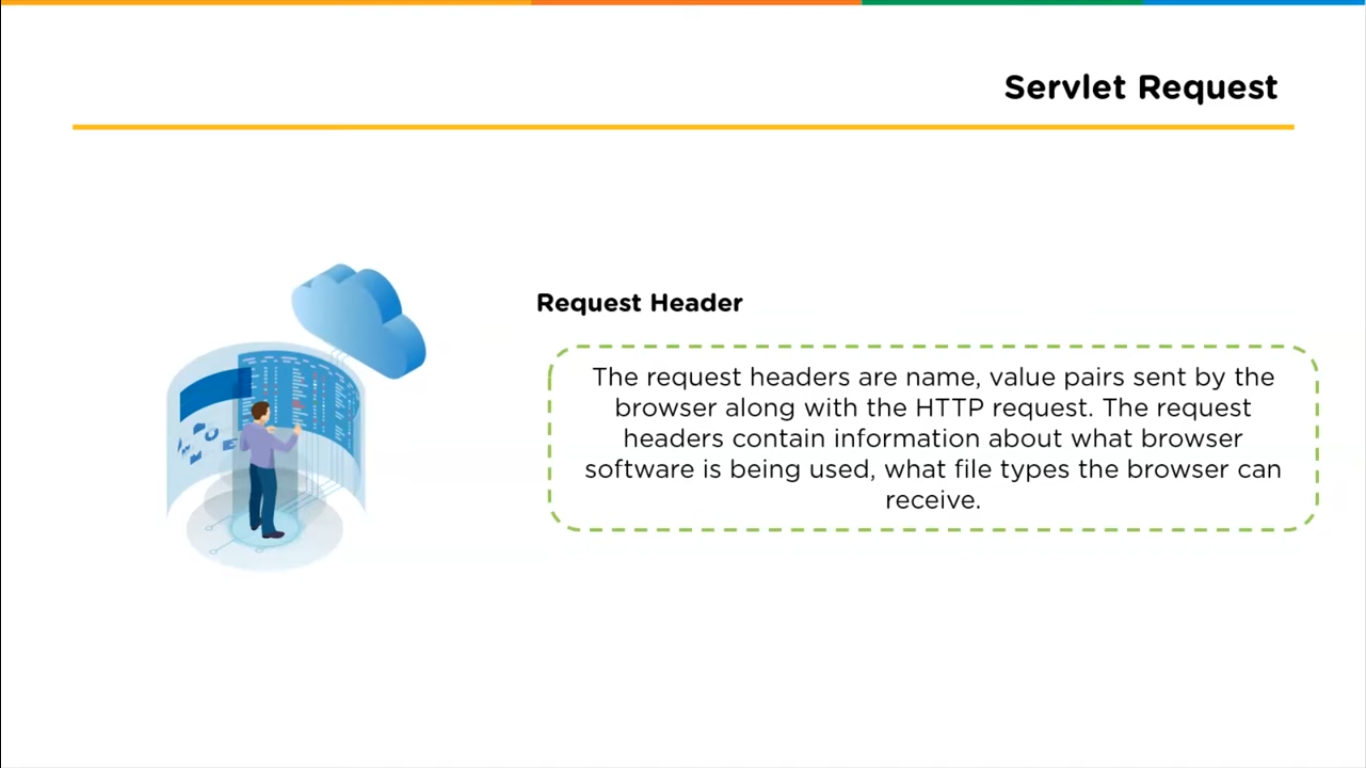 Servlet Request
Request Header
The request headers are name, value pairs sent by the
browser along with the HTTP request. The request
headers contain information about what browser
software is being used, what file types the browser can
receive.